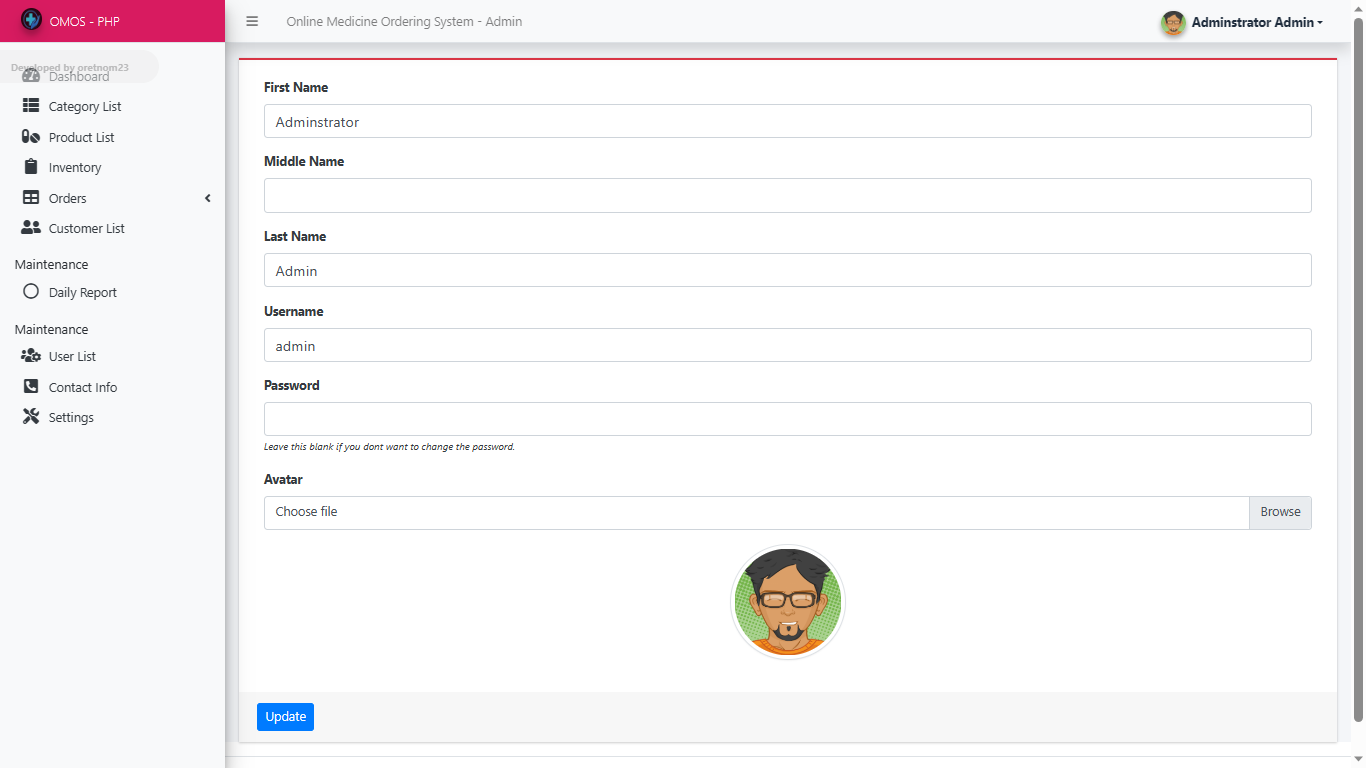 OMOS - PHP
Online Medicine Ordering System - Admin
Adminstrator Admin
Developed by oretnom23
Dashboard
Category List
Product List
Inventory
Orders
Customer List
Maintenance
Daily Report
Maintenance
User List
Contact Info
Settings
First Name
Adminstrator
Middle Name
Last Name
Admin
Username
admin
Password
Leave this blank if you dont want to change the password.
Avatar
Choose file
Browse
Update